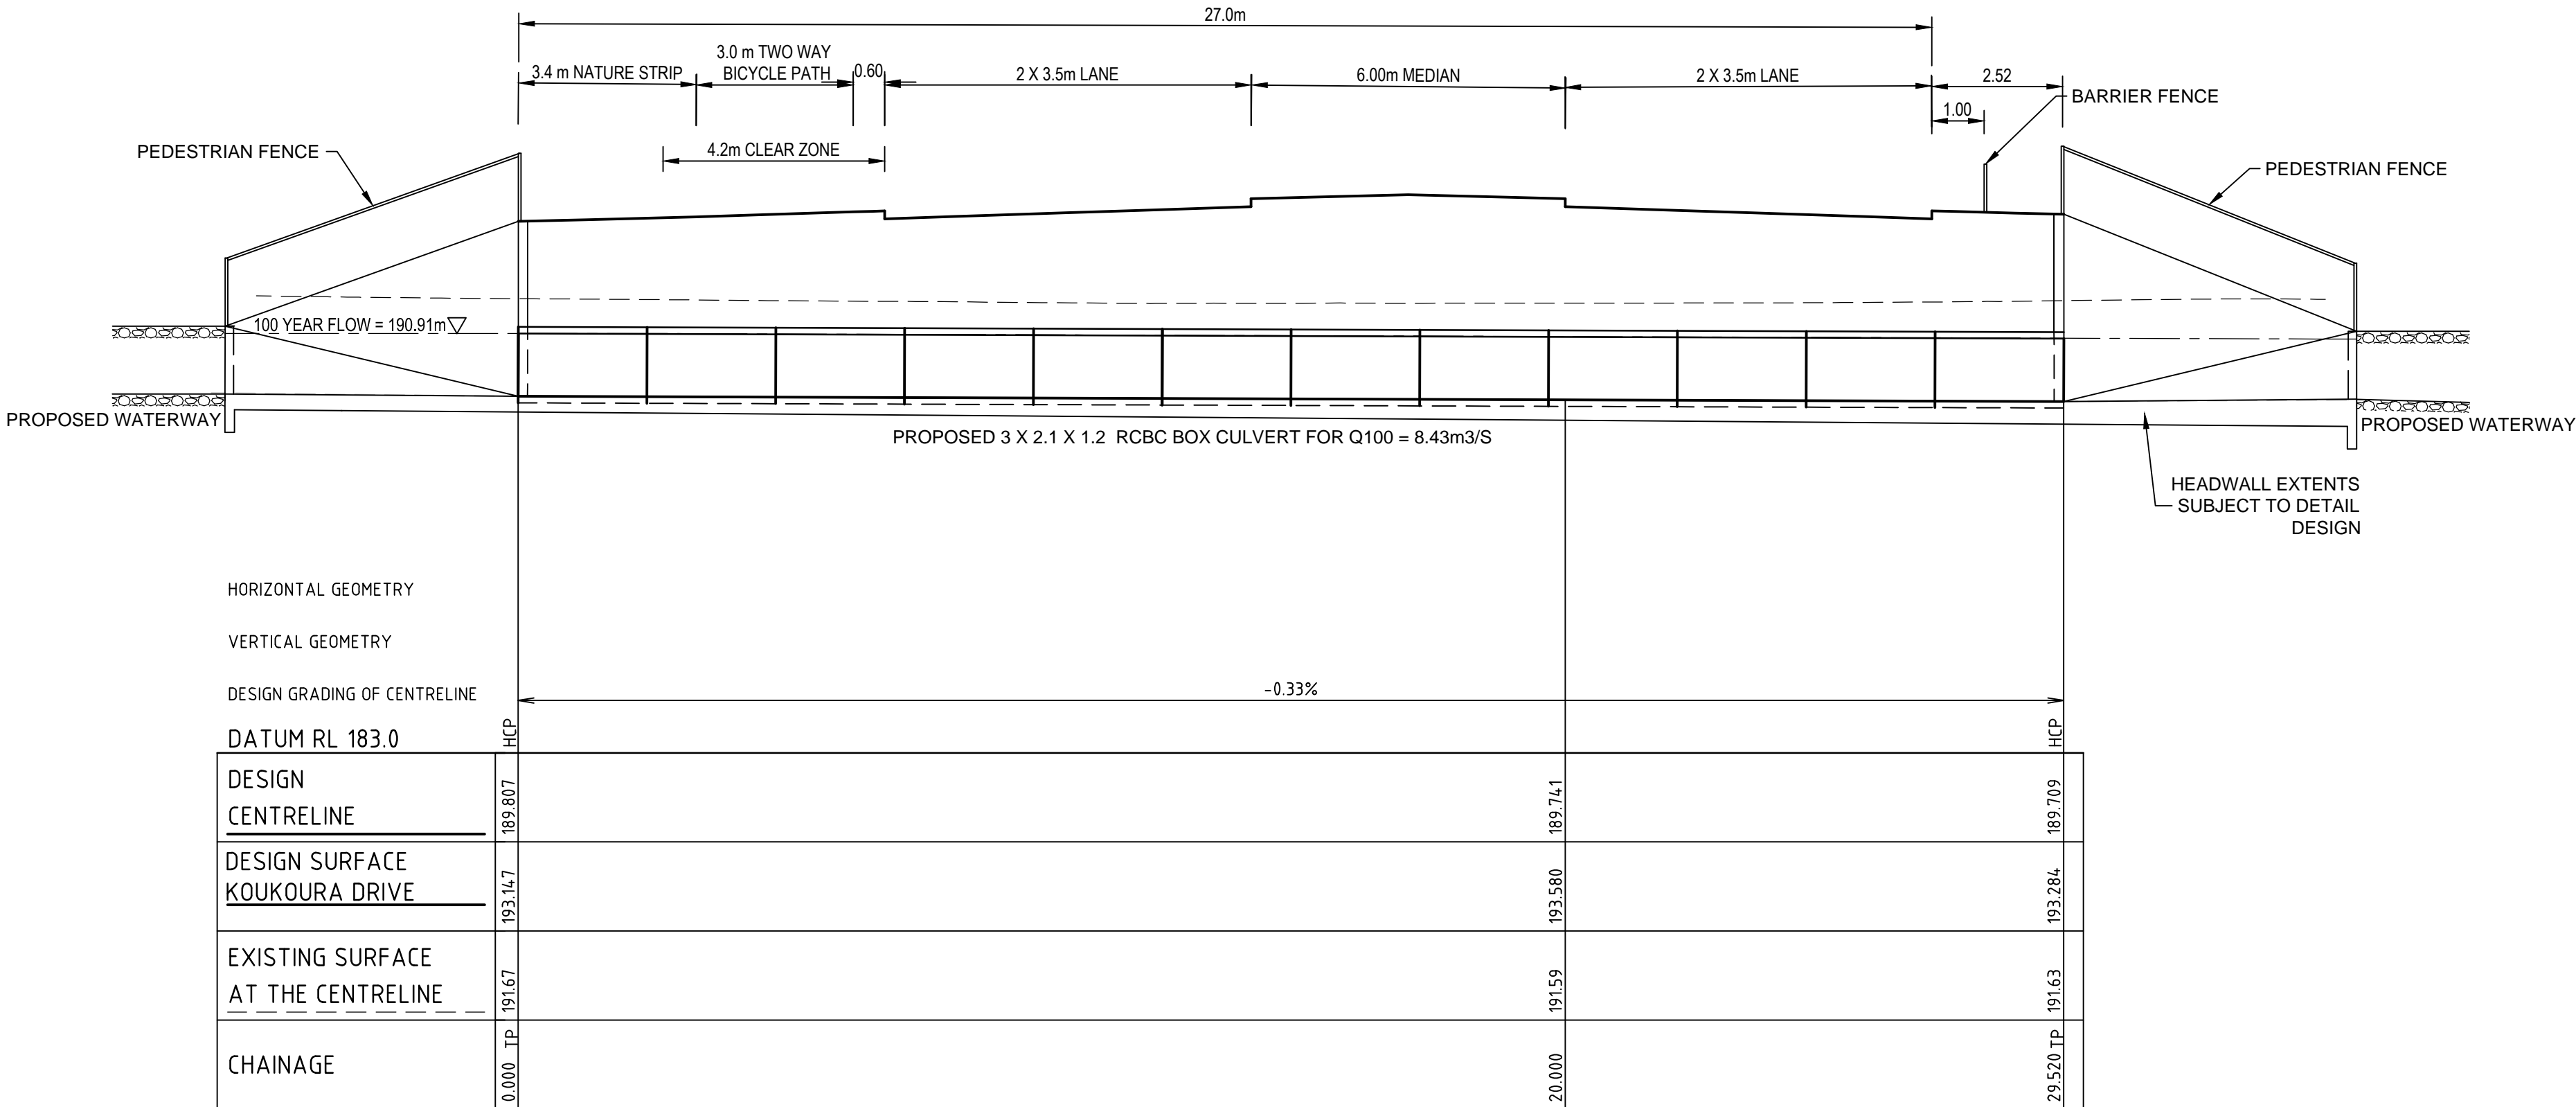 27.0m
3.4 m NATURE STRIP
3.0 m TWO WAY
BICYCLE PATH
0.60
2 X 3.5m LANE
6.00m MEDIAN
2 X 3.5m LANE
2.52
1.00
BARRIER FENCE
4.2m CLEAR ZONE
PEDESTRIAN FENCE
PEDESTRIAN FENCE
100 YEAR FLOW = 190.91m
PROPOSED WATERWAY
PROPOSED 3 X 2.1 X 1.2 RCBC BOX CULVERT FOR Q100 = 8.43m3/S
PROPOSED WATERWAY
HEADWALL EXTENTS
SUBJECT TO DETAIL
DESIGN
HORIZONTAL GEOMETRY
VERTICAL GEOMETRY
DESIGN GRADING OF CENTRELINE
-0.33%
DATUM RL 183.0
HCP
HCP
DESIGN
CENTRELINE
189.807
189.741
189.709
DESIGN SURFACE
KOUKOURA DRIVE
193.147
193.580
193.284
EXISTING SURFACE
AT THE CENTRELINE
191.67
191.59
191.63
CHAINAGE
0.000 TP
20.000
29.520 TP